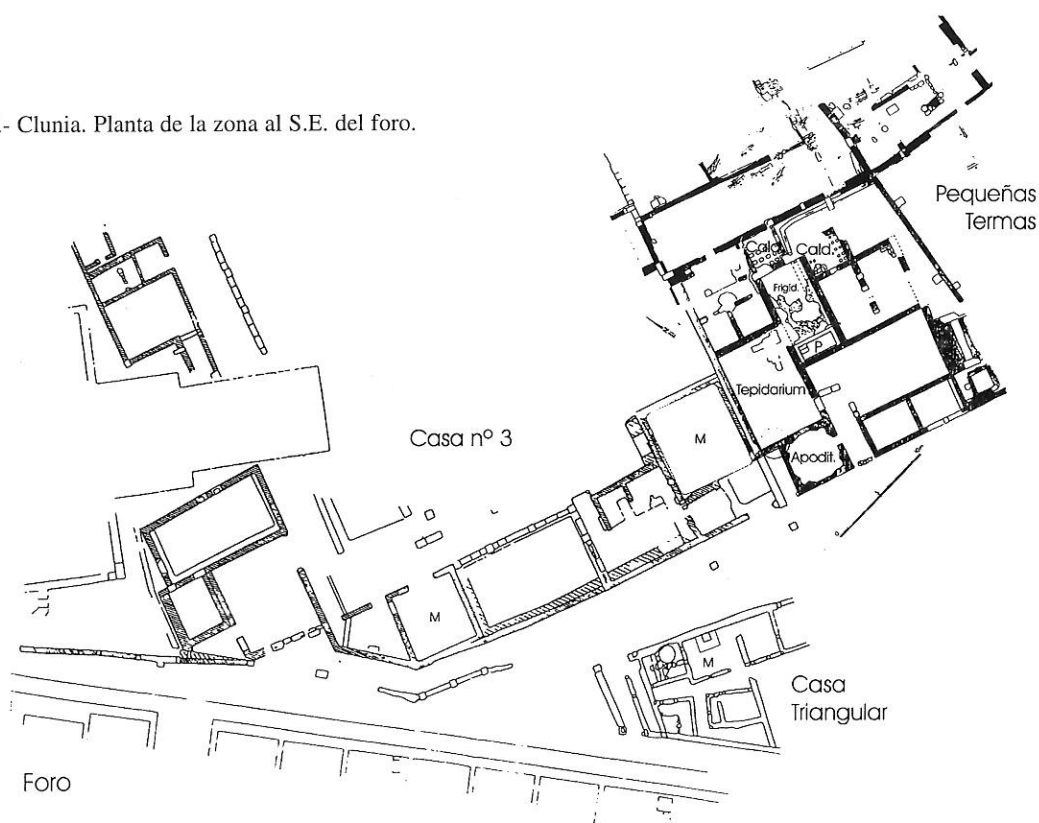 .- Clunia. Planta de la zona al S.E. del foro.
Pequeñas
Termas
Cald.
Cald.
Frigid.
P.
Tepidarium
Casa nº 3
M
Apodit.
M
M
Casa
Triangular
Foro